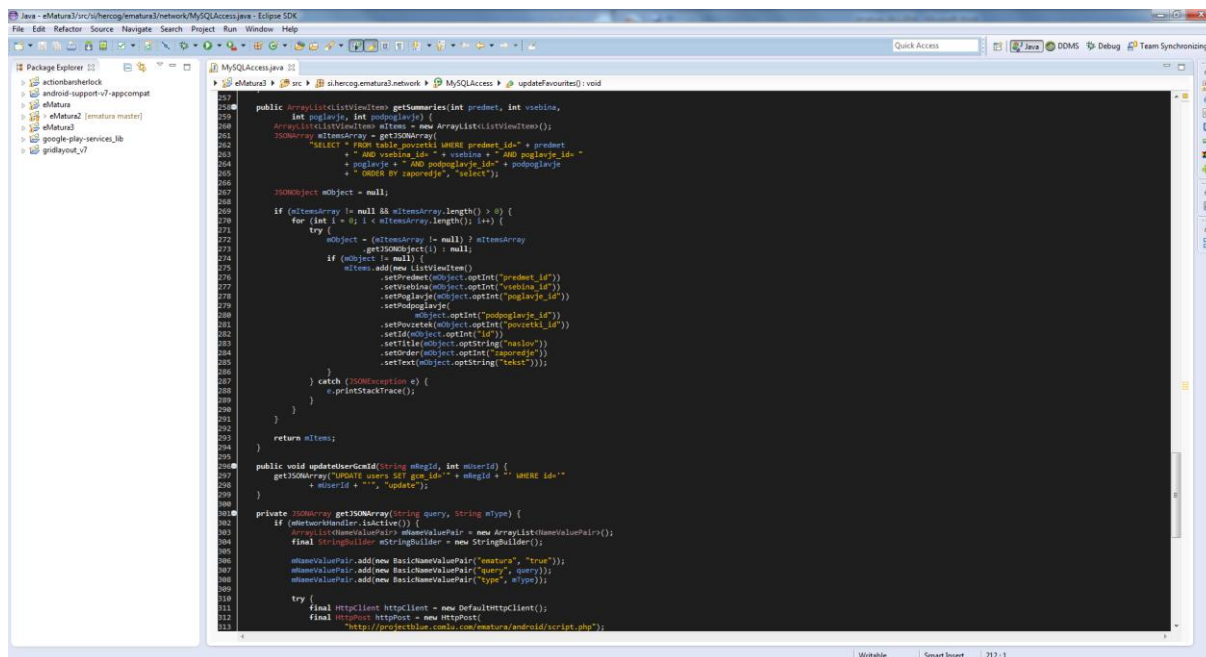 Java - eMatura3/src/si/hercog/ematura3/network/MySQLAccess.java - Eclipse SDK
File Edit Refactor Source Navigate Search Project Run Window Help
Quick Access
Java DDMS Debug Team Synchronizing
Package Explorer
MySQLAccess.java
actionbarsherlock
android-support-v7-appcompat
eMatura
> eMatura2 [ematura master]
eMatura3
google-play-services_lib
gridlayout_v7
eMatura3 src si.hercog.ematura3.network MySQLAccess updateFavourites() : void
257
258 public ArrayList<ListViewItem> getSummaries(int predmet, int vsebina,
259 int poglavje, int podpoglavje) {
260 ArrayList<ListViewItem> mItems = new ArrayList<ListViewItem>();
261 JSONArray mItemsArray = getJSONArray(
262 "SELECT * FROM table_povzetki WHERE predmet_id=" + predmet
263 + " AND vsebina_id= " + vsebina + " AND poglavje_id= "
264 + poglavje + " AND podpoglavje_id=" + podpoglavje
265 + " ORDER BY zaporedje", "select");
266
267 JSONObject mObject = null;
268
269 if (mItemsArray != null && mItemsArray.length() > 0) {
270 for (int i = 0; i < mItemsArray.length(); i++) {
271 try {
272 mObject = (mItemsArray != null) ? mItemsArray
273 .getJSONObject(i) : null;
274 if (mObject != null) {
275 mItems.add(new ListViewItem()
276 .setPredmet(mObject.optInt("predmet_id"))
277 .setVsebina(mObject.optInt("vsebina_id"))
278 .setPoglavje(mObject.optInt("poglavje_id"))
279 .setPodpoglavje(
280 mObject.optInt("podpoglavje_id"))
281 .setPovzetek(mObject.optInt("povzetki_id"))
282 .setId(mObject.optInt("id"))
283 .setTitle(mObject.optString("naslov"))
284 .setOrder(mObject.optInt("zaporedje"))
285 .setText(mObject.optString("tekst")));
286 }
287 } catch (JSONException e) {
288 e.printStackTrace();
289 }
290 }
291 }
292
293 return mItems;
294 }
295
296 public void updateUserGcmId(String mRegId, int mUserId) {
297 getJSONArray("UPDATE users SET gcm_id='" + mRegId + "' WHERE id='"
298 + mUserId + "'", "update");
299 }
300
301 private JSONArray getJSONArray(String query, String mType) {
302 if (mNetworkHandler.isActive()) {
303 ArrayList<NameValuePair> mNameValuePair = new ArrayList<NameValuePair>();
304 final StringBuilder mStringBuilder = new StringBuilder();
305
306 mNameValuePair.add(new BasicNameValuePair("ematura", "true"));
307 mNameValuePair.add(new BasicNameValuePair("query", query));
308 mNameValuePair.add(new BasicNameValuePair("type", mType));
309
310 try {
311 final HttpClient httpClient = new DefaultHttpClient();
312 final HttpPost httpPost = new HttpPost(
313 "http://projectblue.comlu.com/ematura/android/script.php");
Writable Smart Insert 212 : 1